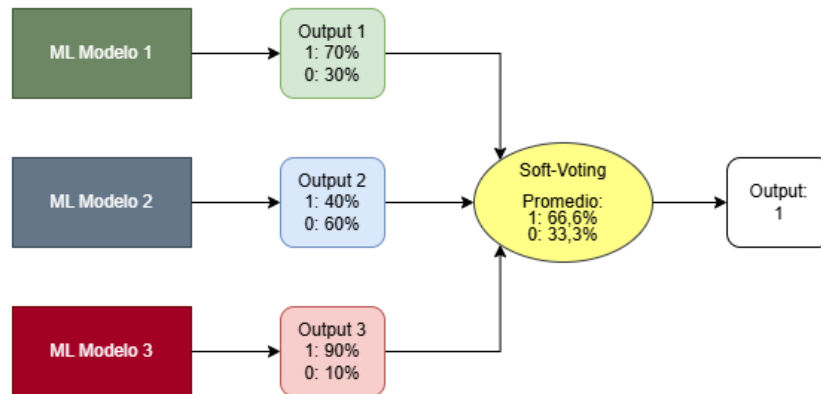 ML Modelo 1
Output 1
1: 70%
0: 30%
ML Modelo 2
Output 2
1: 40%
0: 60%
ML Modelo 3
Output 3
1: 90%
0: 10%
Soft-Voting
Promedio:
1: 66,6%
0: 33,3%
Output:
1